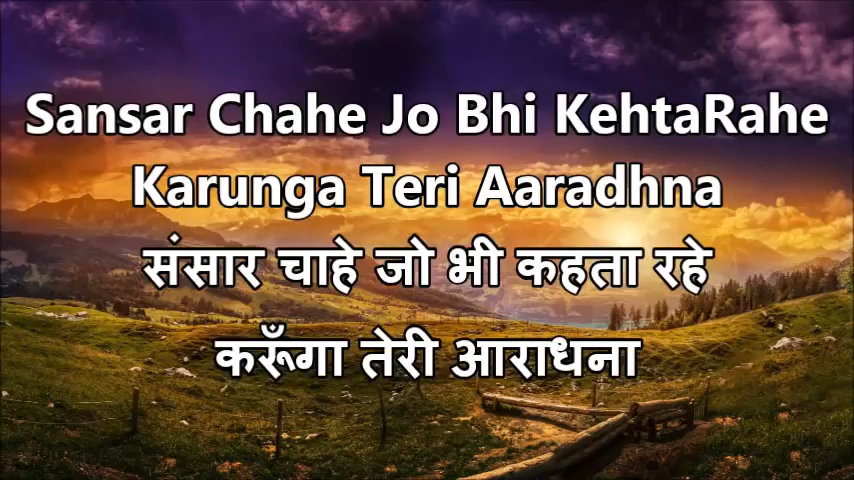 Sansar Chahe Jo Bhi KehtaRahe
Karunga Teri Aaradhna
संसार चाहे जो भी कहता रहे
करूँगा तेरी आराधना